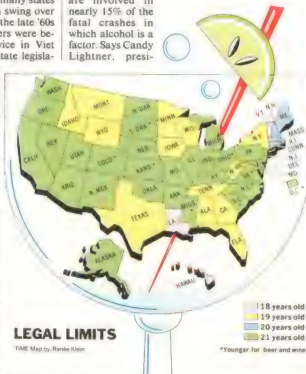 many states
swing over
the late '60s
ers were be-
vice in Viet
tate legisla-
are involved in
nearly 15% of the
fatal crashes in
which alcohol is a
factor. Says Candy
Lightner, presi-
WASH
MONT
N DAK
MINN
VT
N H
ME
ORE
IDAHO
WYO
S DAK*
WIS
MICH
N Y
MASS
R I
CONN
N J
DEL
MD
D C
NEV
UTAH
COLO*
NEB
IOWA
ILL
IND
OHIO*
PA
CALIF
KANS*
MO
KY
VA
ARIZ
N MEX
OKLA
ARK
TENN
N C
S C
TEXAS
LA
MISS
ALA
GA
FLA
ALASKA
HAWAII
LEGAL LIMITS
TIME Map by Renée Klein
18 years old
19 years old
20 years old
21 years old
*Younger for beer and wine